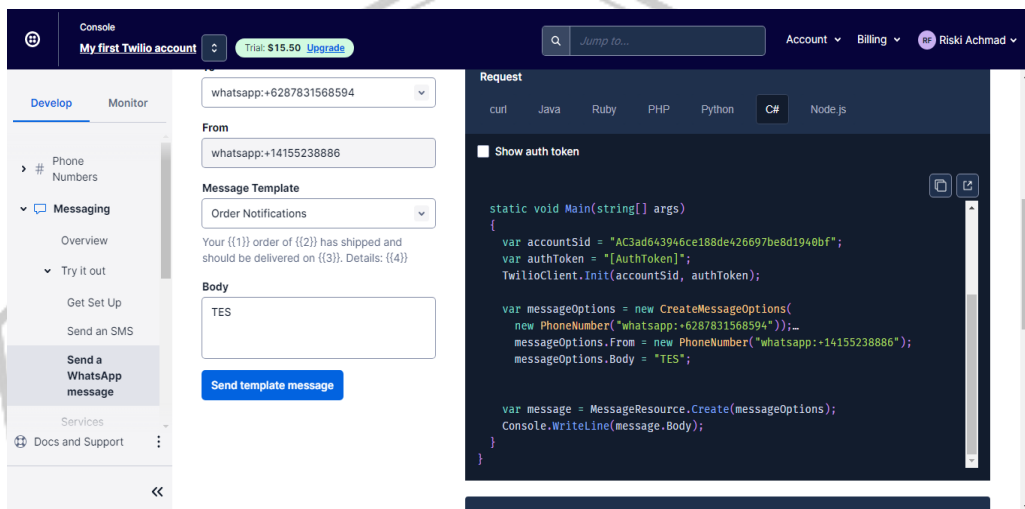 Console
My first Twilio account
Trial: $15.50 Upgrade
Jump to...
Account
Billing
RF
Riski Achmad
Develop
Monitor
# Phone Numbers
Messaging
Overview
Try it out
Get Set Up
Send an SMS
Send a
WhatsApp
message
Services
Docs and Support
whatsapp:+6287831568594
From
whatsapp:+14155238886
Message Template
Order Notifications
Your {{1}} order of {{2}} has shipped and
should be delivered on {{3}}. Details: {{4}}
Body
TES
Send template message
Request
curl
Java
Ruby
PHP
Python
C#
Node.js
Show auth token
static void Main(string[] args)
{
var accountSid = "AC3ad643946ce188de426697be8d1940bf";
var authToken = "[AuthToken]";
TwilioClient.Init(accountSid, authToken);
var messageOptions = new CreateMessageOptions(
new PhoneNumber("whatsapp:+6287831568594"));…
messageOptions.From = new PhoneNumber("whatsapp:+14155238886");
messageOptions.Body = "TES";
var message = MessageResource.Create(messageOptions);
Console.WriteLine(message.Body);
}
}